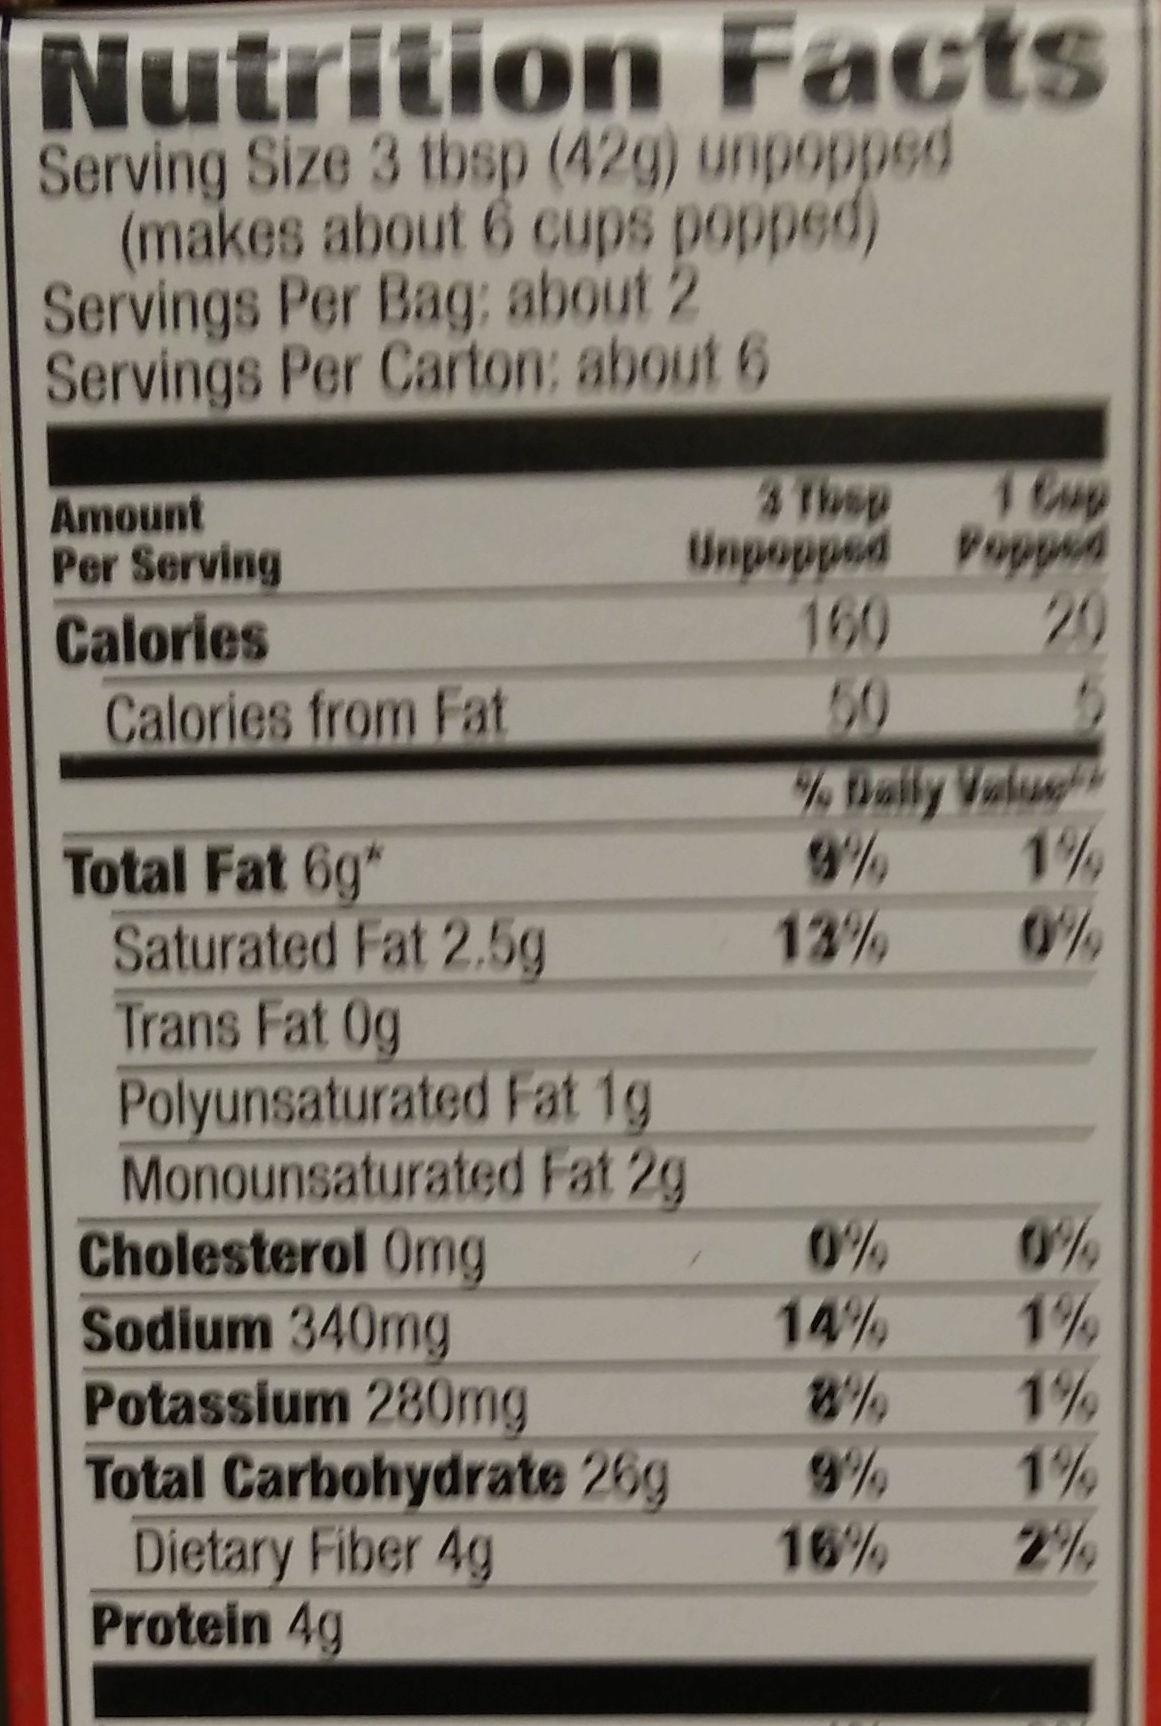 Nutrition Facts
Serving Size 3 tbsp (42g) unpopped
(makes about 6 cups popped)
Servings Per Bag: about 2
Servings Per Carton: about 6
Amount 3 Tbsp 1 Cup
Per Serving Unpopped Popped
Calories 160 20
Calories from Fat 50 5
% Daily Value**
Total Fat 6g* 9% 1%
Saturated Fat 2.5g 13% 0%
Trans Fat 0g
Polyunsaturated Fat 1g
Monounsaturated Fat 2g
Cholesterol 0mg 0% 0%
Sodium 340mg 14% 1%
Potassium 280mg 8% 1%
Total Carbohydrate 26g 9% 1%
Dietary Fiber 4g 16% 2%
Protein 4g